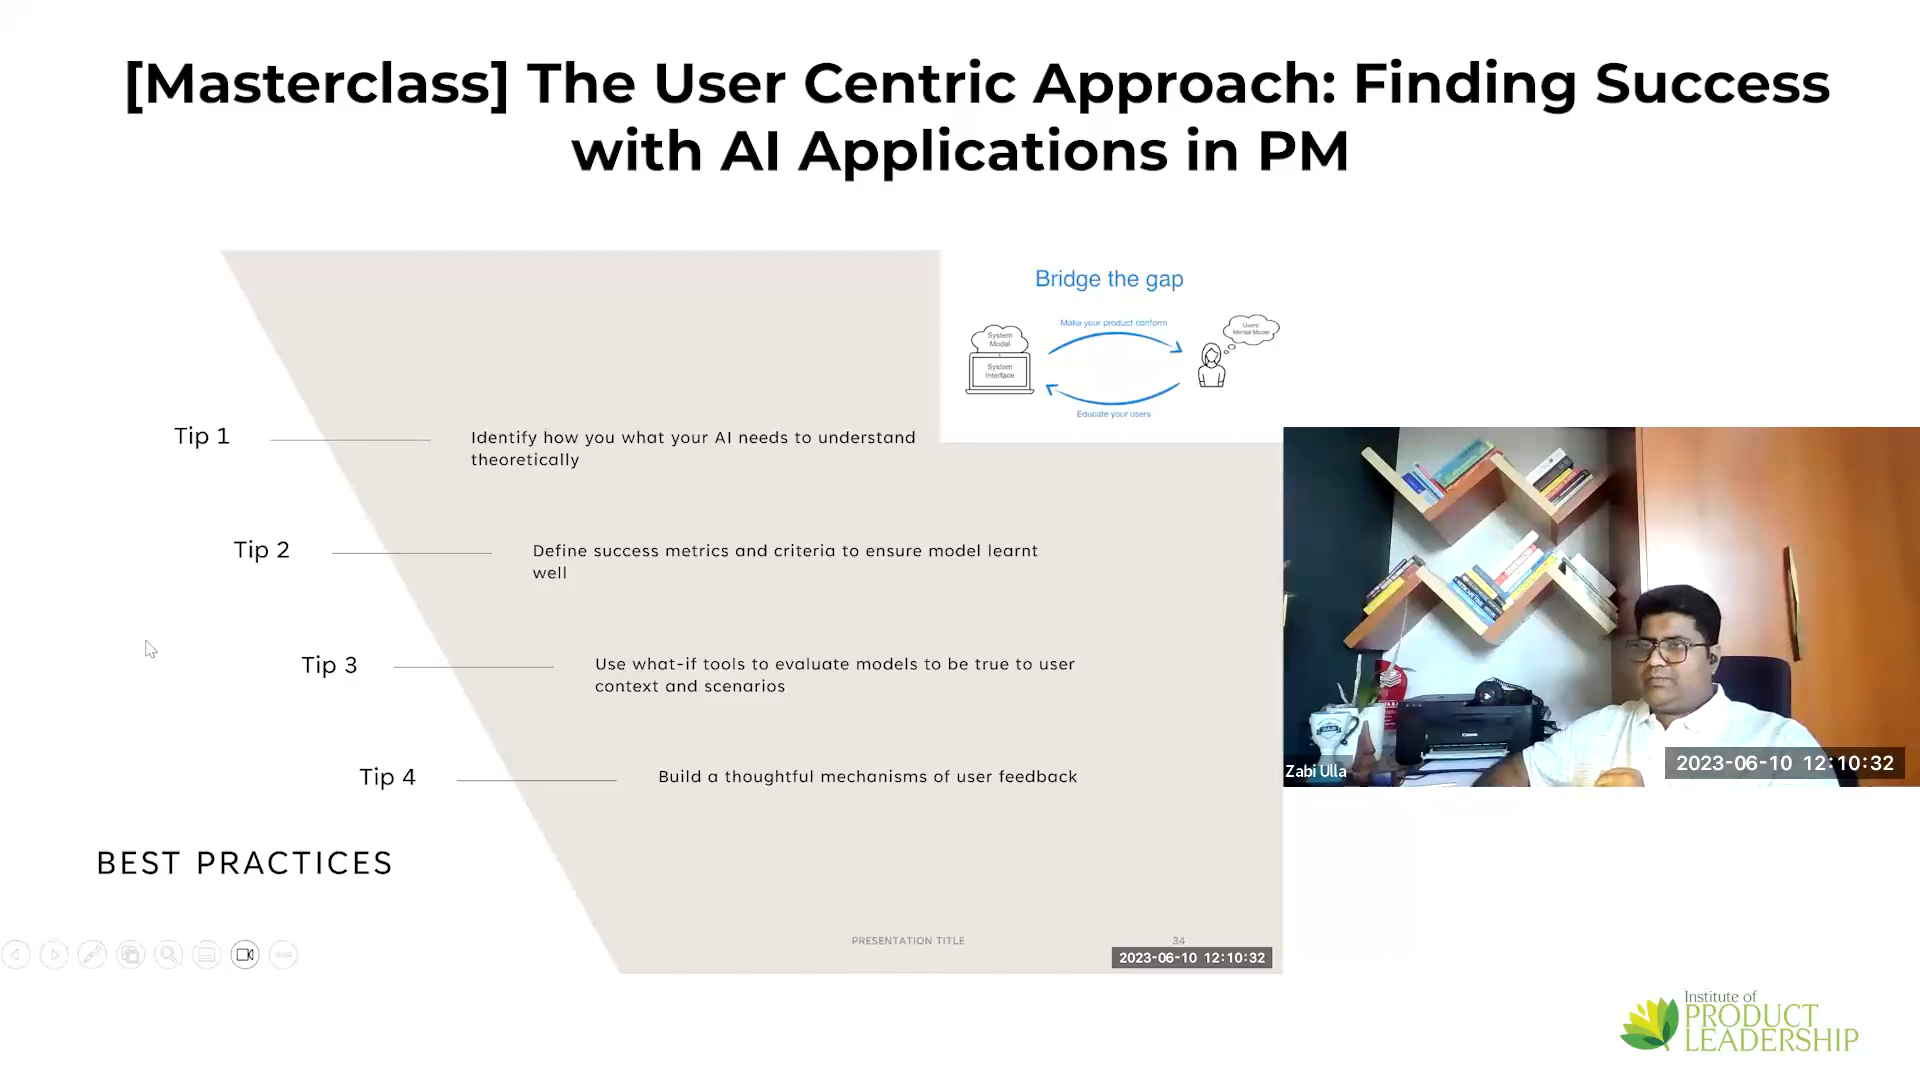 [Masterclass] The User Centric Approach: Finding Success
with AI Applications in PM
Bridge the gap
Make your product conform
System
Model
System
Interface
Users
Mental Model
Educate your users
Tip 1
Identify how you what your AI needs to understand
theoretically
Tip 2
Define success metrics and criteria to ensure model learnt
well
Tip 3
Use what-if tools to evaluate models to be true to user
context and scenarios
Tip 4
Build a thoughtful mechanisms of user feedback
BEST PRACTICES
PRESENTATION TITLE
34
2023-06-10 12:10:32
Zabi Ulla
2023-06-10 12:10:32
Institute of
PRODUCT
LEADERSHIP